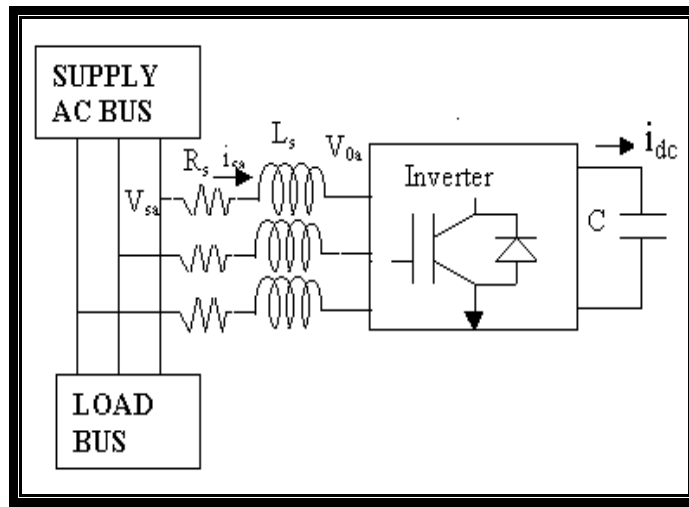 SUPPLY
AC BUS
Ls
V0a
idc
Rs
isa
Inverter
Vsa
C
LOAD
BUS